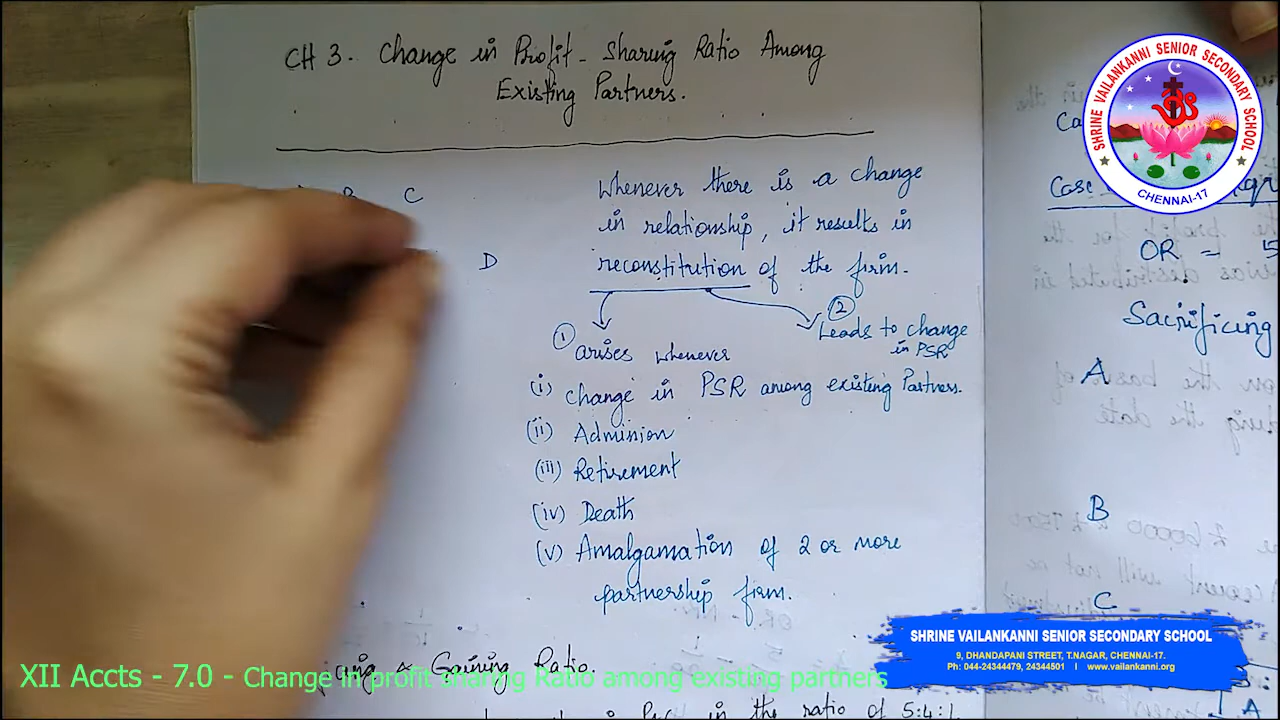 CH 3. Change in Profit - Sharing Ratio Among
Existing Partners.
B C
D
Whenever there is a change
in relationship, it results in
reconstitution of the firm.
① arises whenever
② Leads to change
in PSR
(i) change in PSR among existing Partners.
(ii) Admission
(iii) Retirement
(iv) Death
(v) Amalgamation of 2 or more
partnership firm.
Gaining Ratio.
in the ratio of 5:4:1
OR = 5
Sacrificing
A
B
C
A
SHRINE VAILANKANNI SENIOR SECONDARY SCHOOL
CHENNAI-17
SHRINE VAILANKANNI SENIOR SECONDARY SCHOOL
9, DHANDAPANI STREET, T.NAGAR, CHENNAI-17.
Ph: 044-24344479, 24344501 I www.vailankanni.org
XII Accts - 7.0 - Change in profit sharing Ratio among existing partners